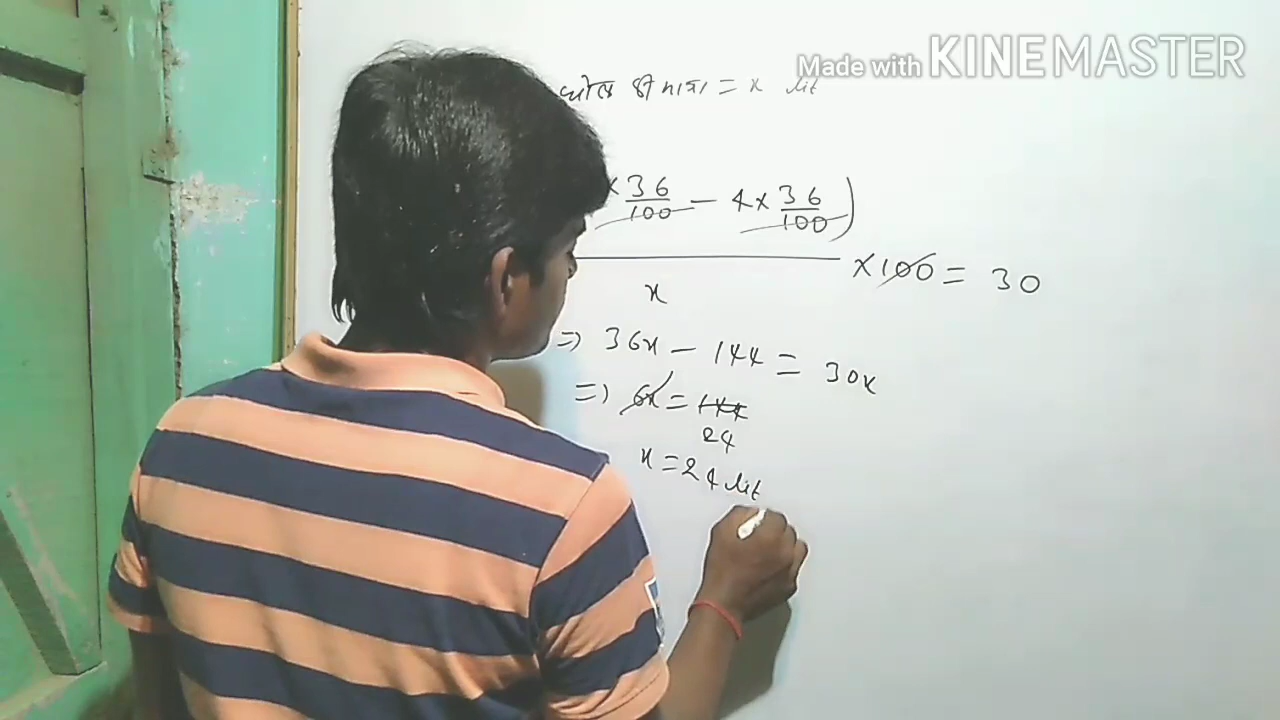 Made with KINEMASTER
घोल की मात्रा = x Lit
× 36/100 − 4 × 36/100 )
x
× 100 = 30
⇒ 36x − 144 = 30x
⇒ 6x = 144
24
x = 24 Lit